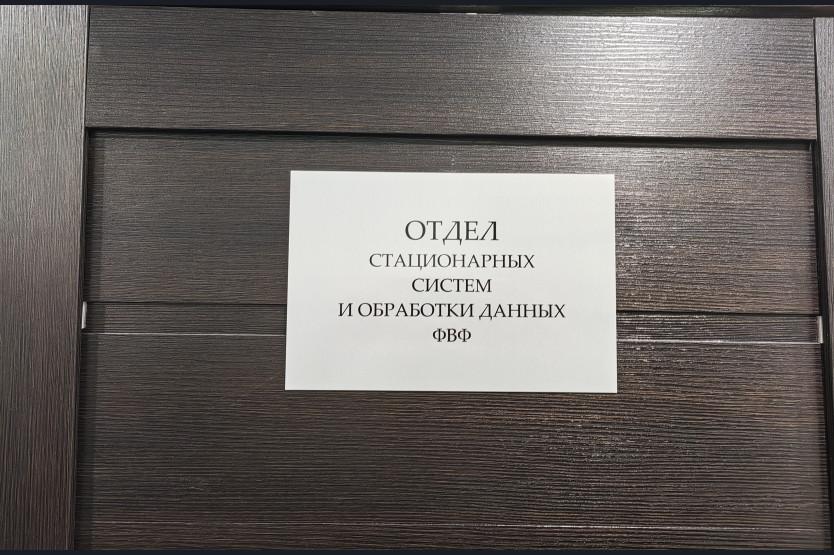 ОТДЕЛ
СТАЦИОНАРНЫХ
СИСТЕМ
И ОБРАБОТКИ ДАННЫХ
ФВФ